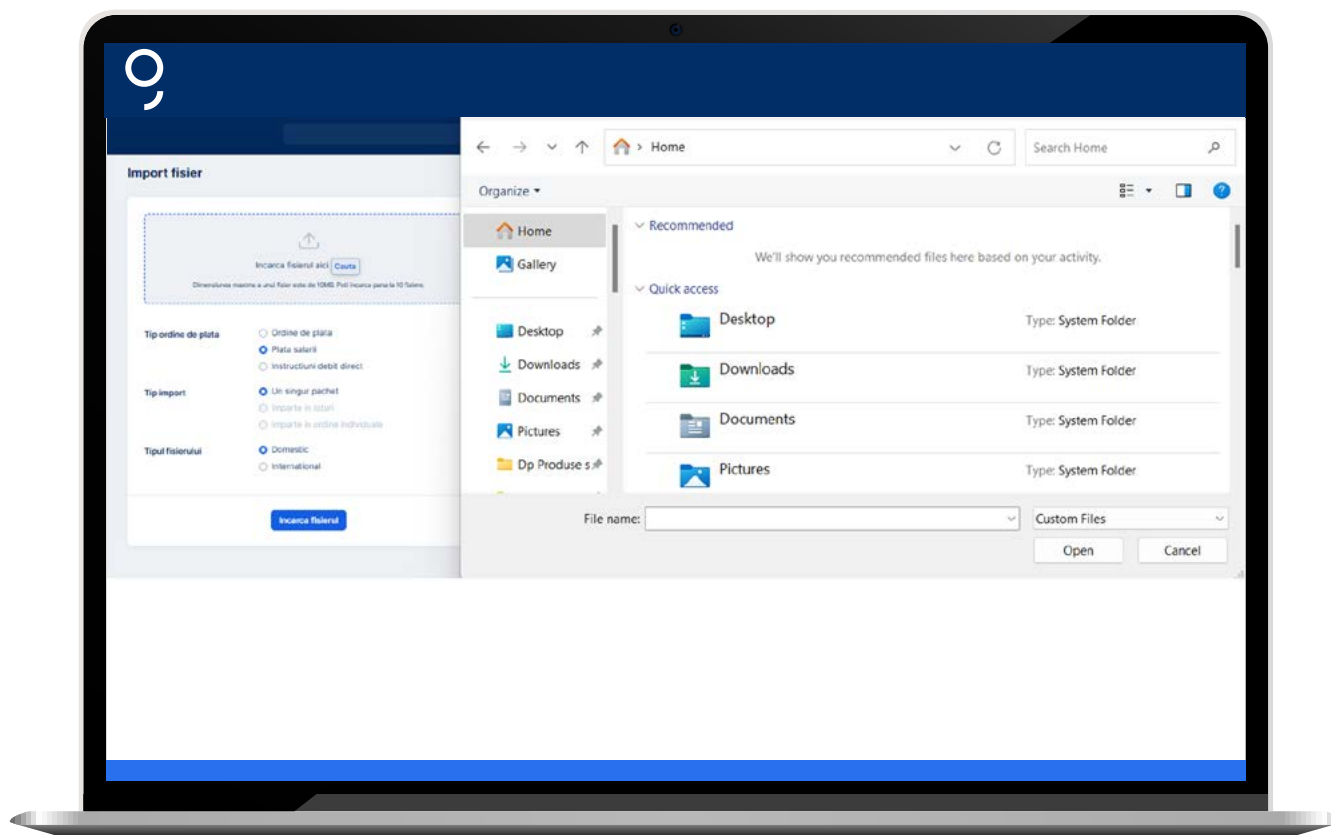 Import fisier
Incarca fisierul aici Cauta
Dimensiunea maxima a unui fisier este de 10MB. Poti incarca pana la 10 fisiere.
Tip ordine de plata
Ordine de plata
Plata salarii
Instructiuni debit direct
Tip import
Un singur pachet
Imparte in loturi
Imparte in ordine individuale
Tipul fisierului
Domestic
International
Incarca fisierul
Home
Search Home
Organize
Home
Gallery
Desktop
Downloads
Documents
Pictures
Dp Produse s
Recommended
We'll show you recommended files here based on your activity.
Quick access
Desktop Type: System Folder
Downloads Type: System Folder
Documents Type: System Folder
Pictures Type: System Folder
File name: Custom Files
Open Cancel